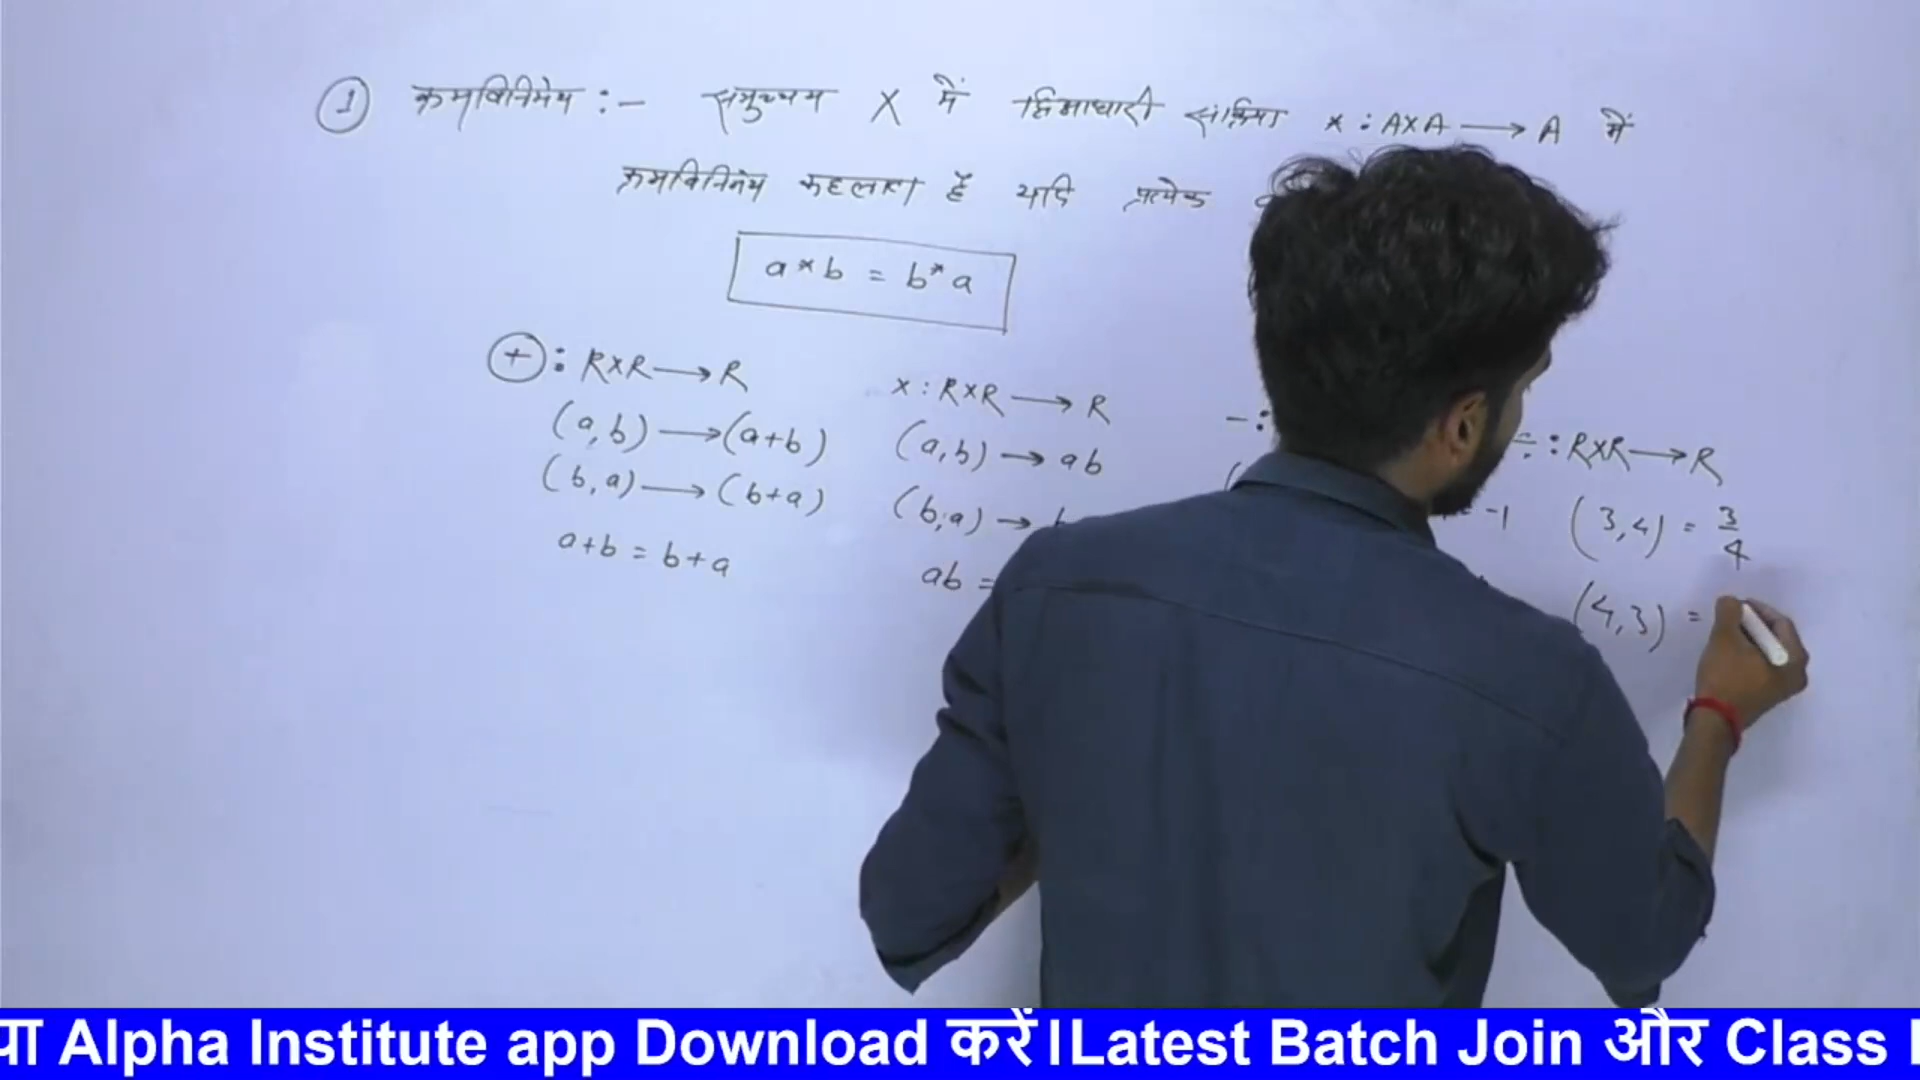 ① क्रमविनिमेय :- समुच्चय X में द्विआधारी संक्रिया * : A×A ⟶ A में
क्रमविनिमेय कहलाता है यदि प्रत्येक
a * b = b * a
+ : R×R ⟶ R
(a,b) ⟶ (a+b)
(b,a) ⟶ (b+a)
a+b = b+a
× : R×R ⟶ R
(a,b) → ab
(b,a) →
ab =
- :
= -1
÷ : R×R ⟶ R
(3,4) = 3/4
(4,3) =
Alpha Institute app Download करें।Latest Batch Join और Class